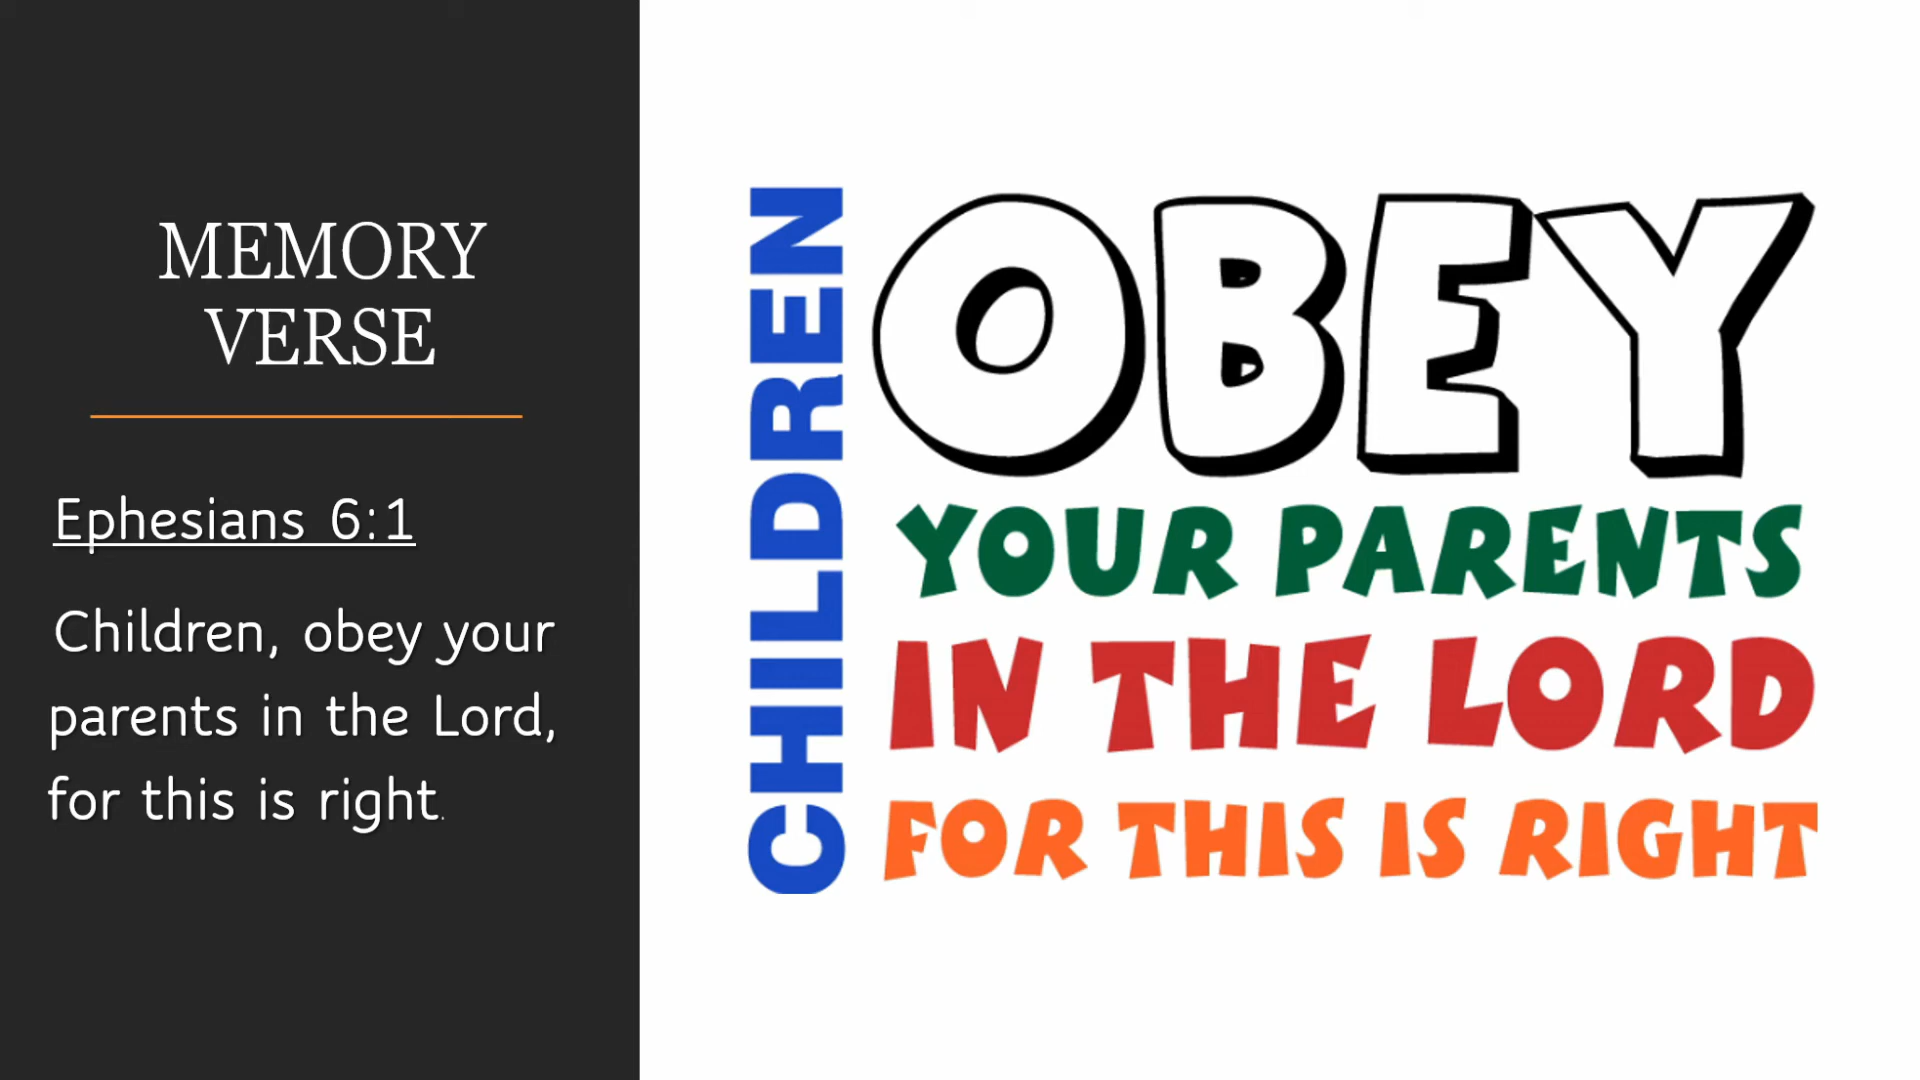 MEMORY
VERSE
Ephesians 6:1
Children, obey your
parents in the Lord,
for this is right.
CHILDREN
OBEY
YOUR PARENTS
IN THE LORD
FOR THIS IS RIGHT